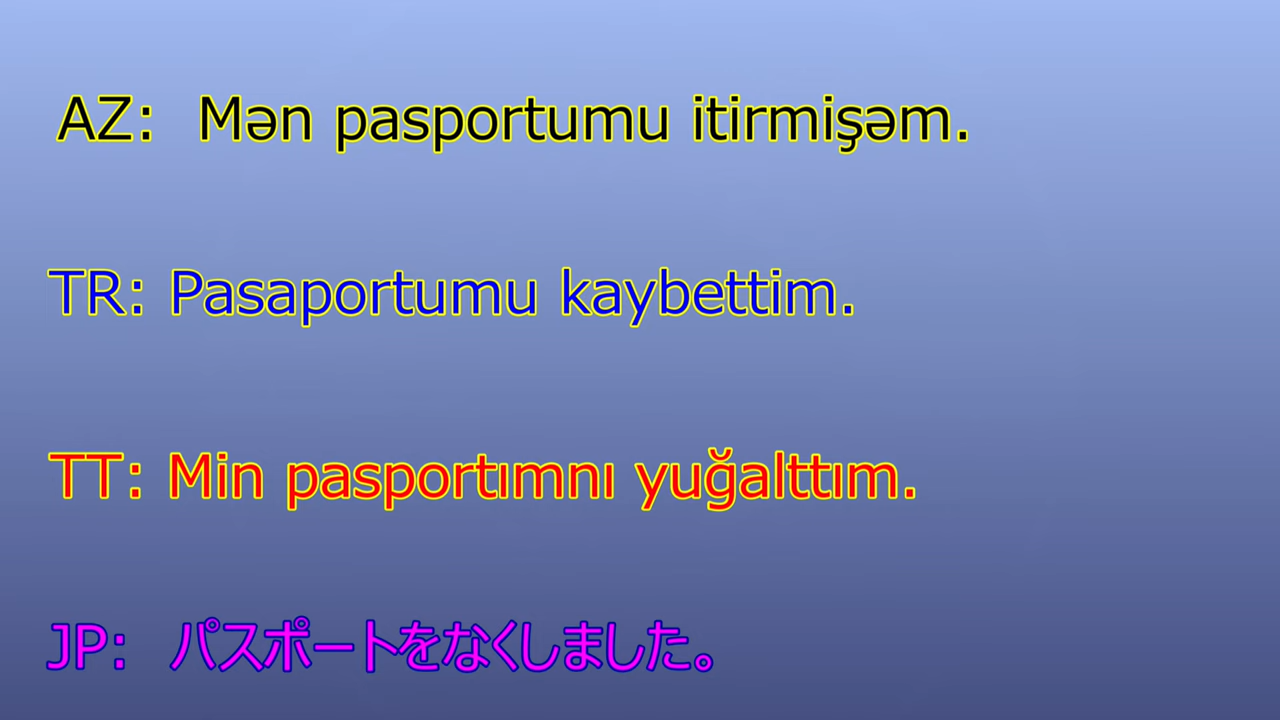 AZ: Mən pasportumu itirmişəm.
TR: Pasaportumu kaybettim.
TT: Min pasportımnı yuğalttım.
JP: パスポートをなくしました。